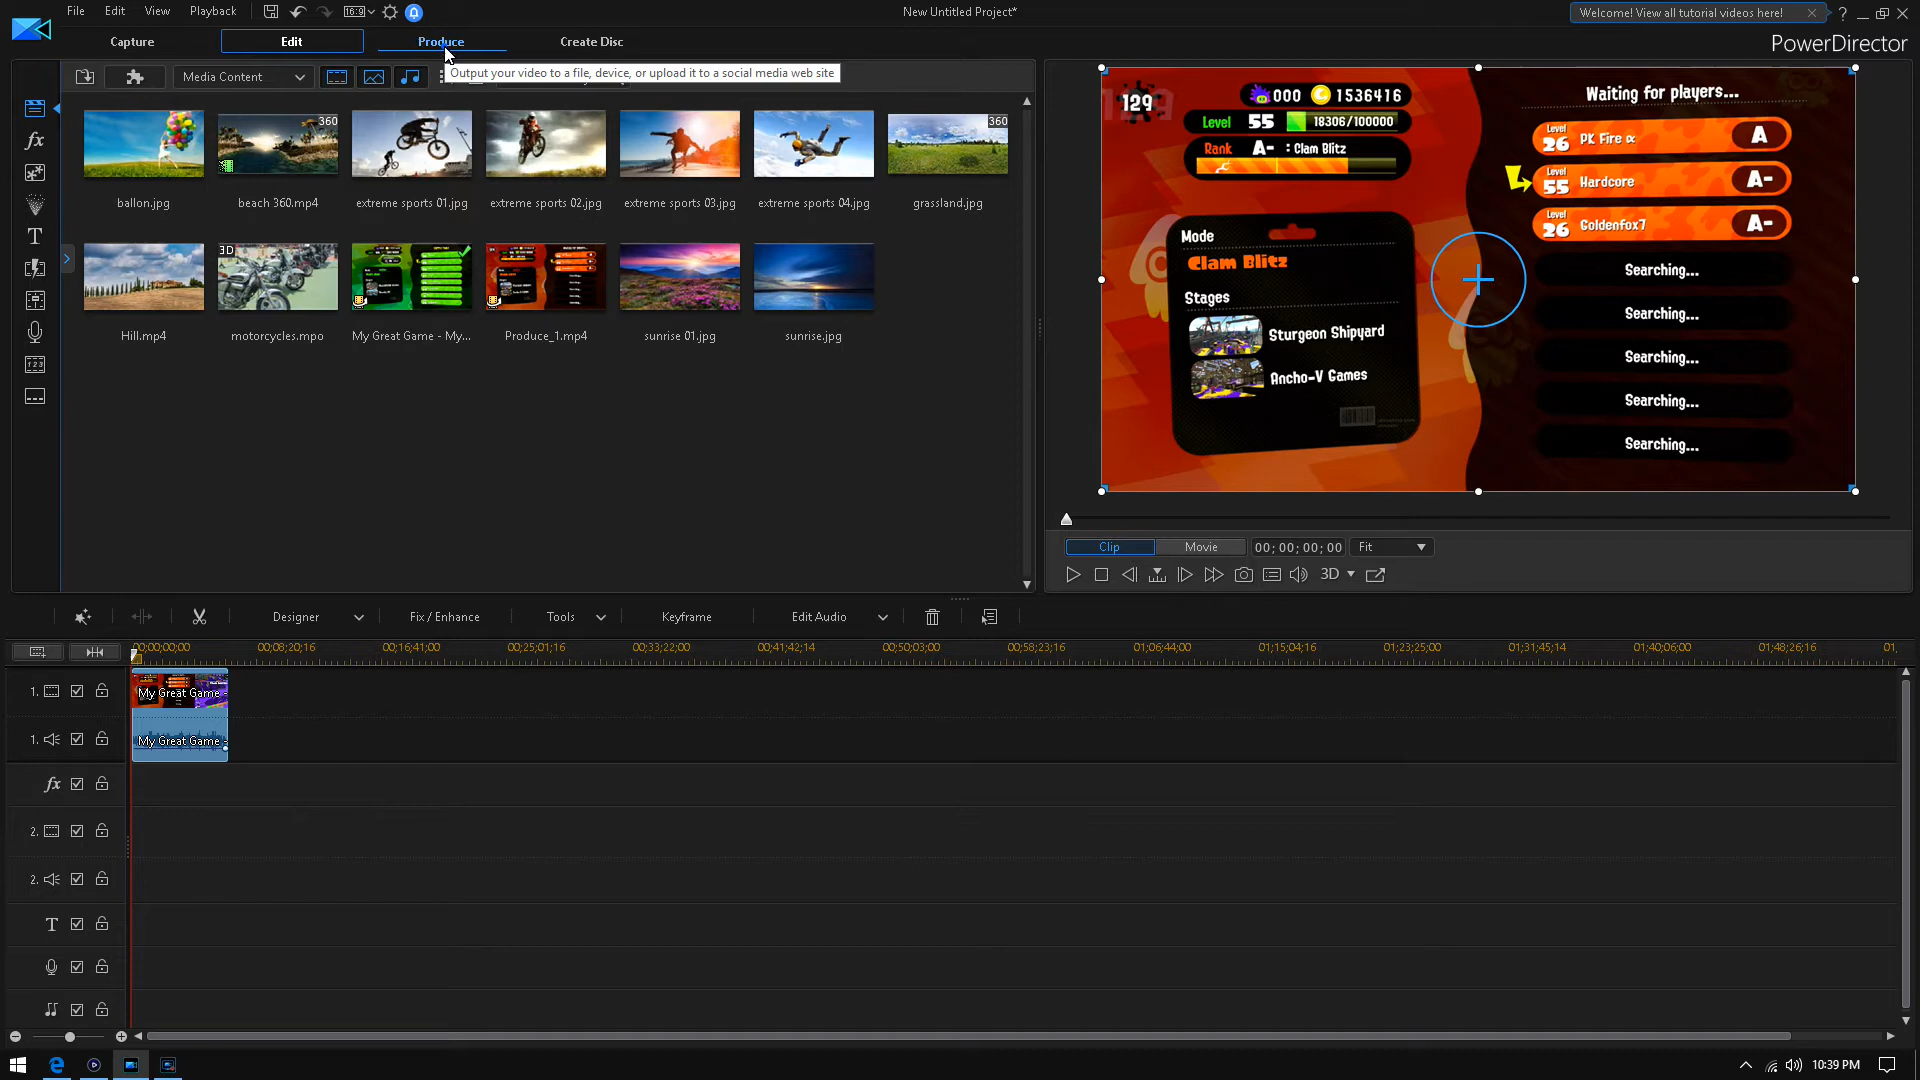 File Edit View Playback
16:9
New Untitled Project*
Welcome! View all tutorial videos here!
PowerDirector
Capture Edit Produce Create Disc
Media Content
Output your video to a file, device, or upload it to a social media web site
360
360
ballon.jpg beach 360.mp4 extreme sports 01.jpg extreme sports 02.jpg extreme sports 03.jpg extreme sports 04.jpg grassland.jpg
3D
Hill.mp4 motorcycles.mpo My Great Game - My... Produce_1.mp4 sunrise 01.jpg sunrise.jpg
129
000 1536416
Level 55 18306/100000
Rank A- : Clam Blitz
Mode
Clam Blitz
Stages
Sturgeon Shipyard
Ancho-V Games
Waiting for players...
Level 26 PK Fire α A
Level 55 Hardcore A-
Level 26 Goldenfox7 A-
Searching...
Searching...
Searching...
Searching...
Searching...
Clip Movie 00; 00; 00; 00 Fit
3D
Designer Fix / Enhance Tools Keyframe Edit Audio
00;00;00;00 00;08;20;16 00;16;41;00 00;25;01;16 00;33;22;00 00;41;42;14 00;50;03;00 00;58;23;16 01;06;44;00 01;15;04;16 01;23;25;00 01;31;45;14 01;40;06;00 01;48;26;16 01,
1. My Great Game -
1. My Great Game -
fx
2.
2.
T
10:39 PM